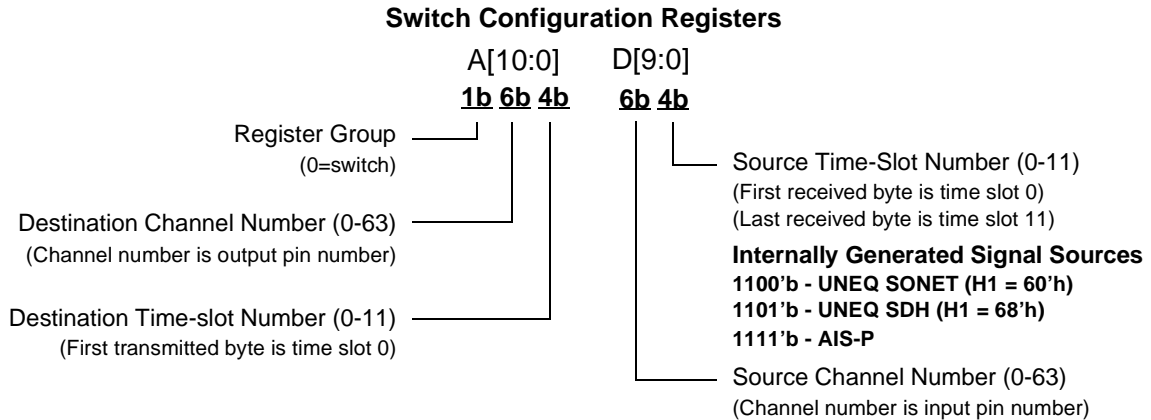 Switch Configuration Registers
A[10:0] D[9:0]
1b 6b 4b 6b 4b
Register Group
(0=switch)
Destination Channel Number (0-63)
(Channel number is output pin number)
Destination Time-slot Number (0-11)
(First transmitted byte is time slot 0)
Source Time-Slot Number (0-11)
(First received byte is time slot 0)
(Last received byte is time slot 11)
Internally Generated Signal Sources
1100'b - UNEQ SONET (H1 = 60'h)
1101'b - UNEQ SDH (H1 = 68'h)
1111'b - AIS-P
Source Channel Number (0-63)
(Channel number is input pin number)